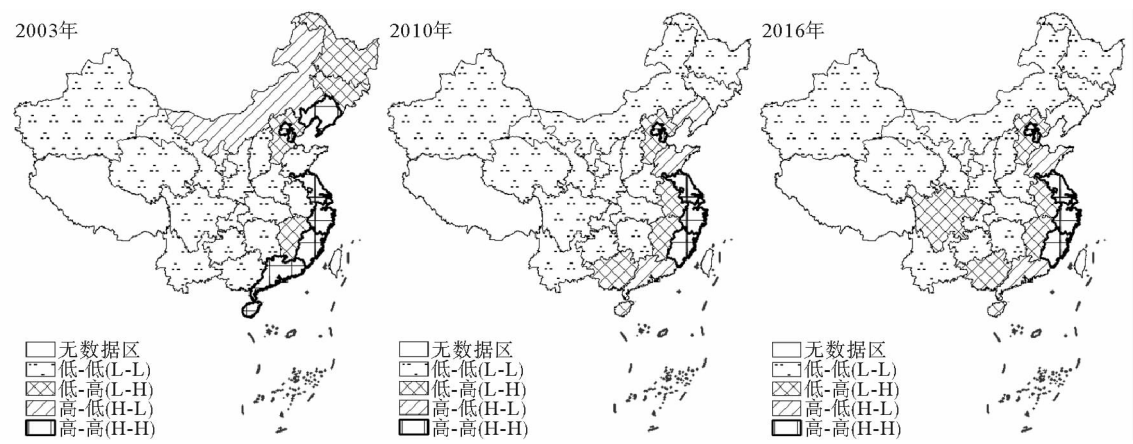 2003年
无数据区
低-低(L-L)
低-高(L-H)
高-低(H-L)
高-高(H-H)
2010年
无数据区
低-低(L-L)
低-高(L-H)
高-低(H-L)
高-高(H-H)
2016年
无数据区
低-低(L-L)
低-高(L-H)
高-低(H-L)
高-高(H-H)